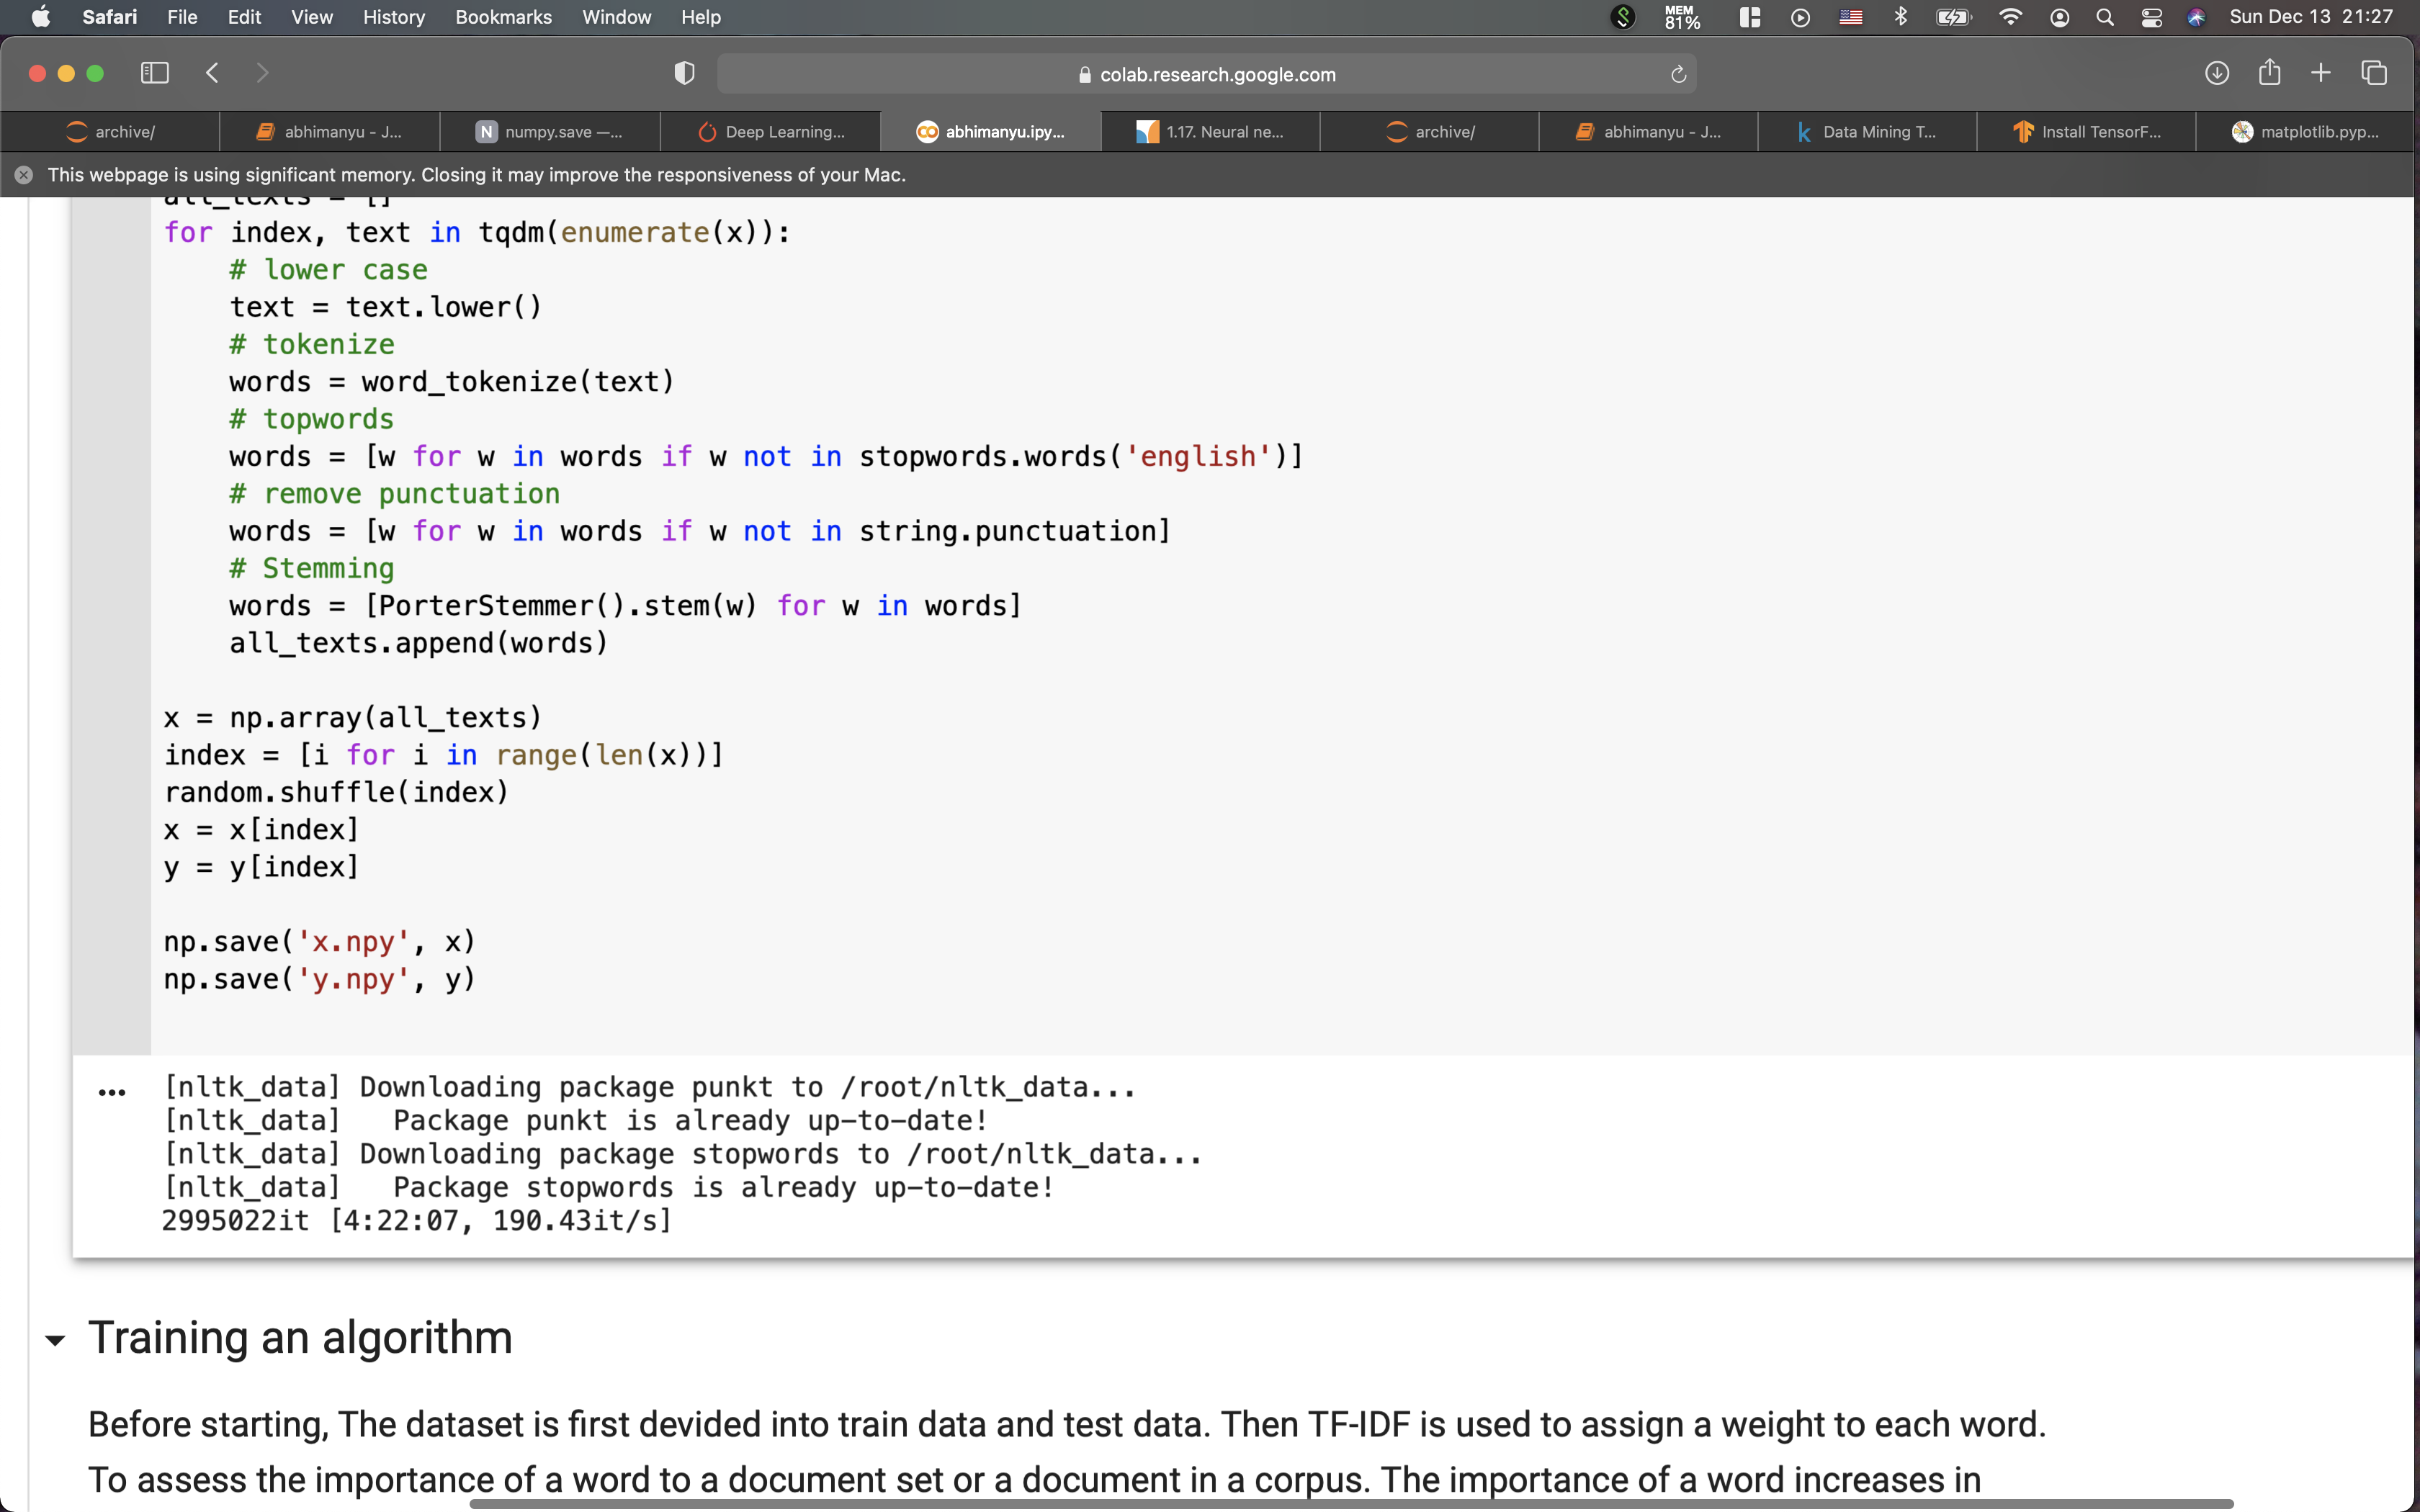 Safari File Edit View History Bookmarks Window Help MEM 81% Sun Dec 13 21:27
colab.research.google.com
archive/ abhimanyu - J... N numpy.save —... Deep Learning... abhimanyu.ipy... 1.17. Neural ne... archive/ abhimanyu - J... k Data Mining T... Install TensorF... matplotlib.pyp...
This webpage is using significant memory. Closing it may improve the responsiveness of your Mac.
all_texts = []
for index, text in tqdm(enumerate(x)):
# lower case
text = text.lower()
# tokenize
words = word_tokenize(text)
# topwords
words = [w for w in words if w not in stopwords.words('english')]
# remove punctuation
words = [w for w in words if w not in string.punctuation]
# Stemming
words = [PorterStemmer().stem(w) for w in words]
all_texts.append(words)
x = np.array(all_texts)
index = [i for i in range(len(x))]
random.shuffle(index)
x = x[index]
y = y[index]
np.save('x.npy', x)
np.save('y.npy', y)
[nltk_data] Downloading package punkt to /root/nltk_data...
[nltk_data]   Package punkt is already up-to-date!
[nltk_data] Downloading package stopwords to /root/nltk_data...
[nltk_data]   Package stopwords is already up-to-date!
2995022it [4:22:07, 190.43it/s]
Training an algorithm
Before starting, The dataset is first devided into train data and test data. Then TF-IDF is used to assign a weight to each word.
To assess the importance of a word to a document set or a document in a corpus. The importance of a word increases in